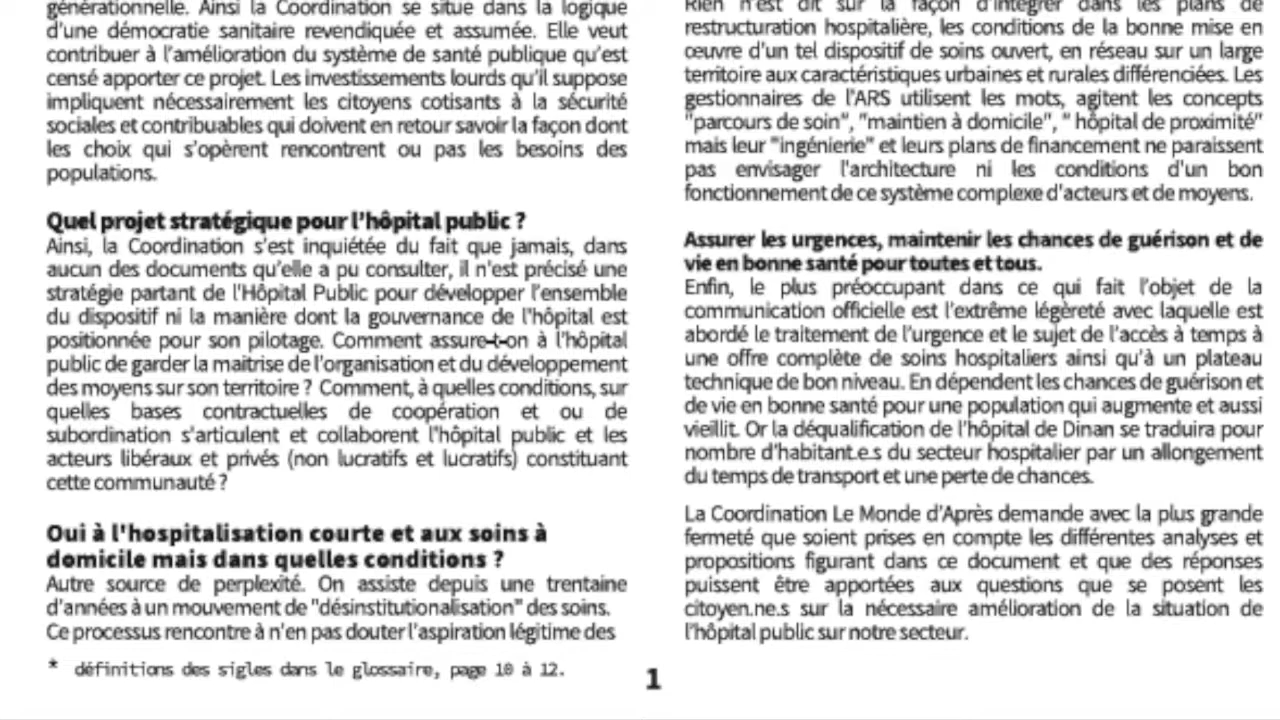 générationnelle. Ainsi la Coordination se situe dans la logique
d'une démocratie sanitaire revendiquée et assumée. Elle veut
contribuer à l'amélioration du système de santé publique qu'est
censé apporter ce projet. Les investissements lourds qu'il suppose
impliquent nécessairement les citoyens cotisants à la sécurité
sociales et contribuables qui doivent en retour savoir la façon dont
les choix qui s'opèrent rencontrent ou pas les besoins des
populations.
Quel projet stratégique pour l'hôpital public ?
Ainsi, la Coordination s'est inquiétée du fait que jamais, dans
aucun des documents qu'elle a pu consulter, il n'est précisé une
stratégie partant de l'Hôpital Public pour développer l'ensemble
du dispositif ni la manière dont la gouvernance de l'hôpital est
positionnée pour son pilotage. Comment assure-t-on à l'hôpital
public de garder la maitrise de l'organisation et du développement
des moyens sur son territoire ? Comment, à quelles conditions, sur
quelles bases contractuelles de coopération et ou de
subordination s'articulent et collaborent l'hôpital public et les
acteurs libéraux et privés (non lucratifs et lucratifs) constituant
cette communauté ?
Oui à l'hospitalisation courte et aux soins à
domicile mais dans quelles conditions ?
Autre source de perplexité. On assiste depuis une trentaine
d'années à un mouvement de "désinstitutionalisation" des soins.
Ce processus rencontre à n'en pas douter l'aspiration légitime des
* définitions des sigles dans le glossaire, page 10 à 12.
Rien n'est dit sur la façon d'intégrer dans les plans de
restructuration hospitalière, les conditions de la bonne mise en
œuvre d'un tel dispositif de soins ouvert, en réseau sur un large
territoire aux caractéristiques urbaines et rurales différenciées. Les
gestionnaires de l'ARS utilisent les mots, agitent les concepts
"parcours de soin", "maintien à domicile", " hôpital de proximité"
mais leur "ingénierie" et leurs plans de financement ne paraissent
pas envisager l'architecture ni les conditions d'un bon
fonctionnement de ce système complexe d'acteurs et de moyens.
Assurer les urgences, maintenir les chances de guérison et de
vie en bonne santé pour toutes et tous.
Enfin, le plus préoccupant dans ce qui fait l'objet de la
communication officielle est l'extrême légèreté avec laquelle est
abordé le traitement de l'urgence et le sujet de l'accès à temps à
une offre complète de soins hospitaliers ainsi qu'à un plateau
technique de bon niveau. En dépendent les chances de guérison et
de vie en bonne santé pour une population qui augmente et aussi
vieillit. Or la déqualification de l'hôpital de Dinan se traduira pour
nombre d'habitant.e.s du secteur hospitalier par un allongement
du temps de transport et une perte de chances.
La Coordination Le Monde d'Après demande avec la plus grande
fermeté que soient prises en compte les différentes analyses et
propositions figurant dans ce document et que des réponses
puissent être apportées aux questions que se posent les
citoyen.ne.s sur la nécessaire amélioration de la situation de
l'hôpital public sur notre secteur.
1